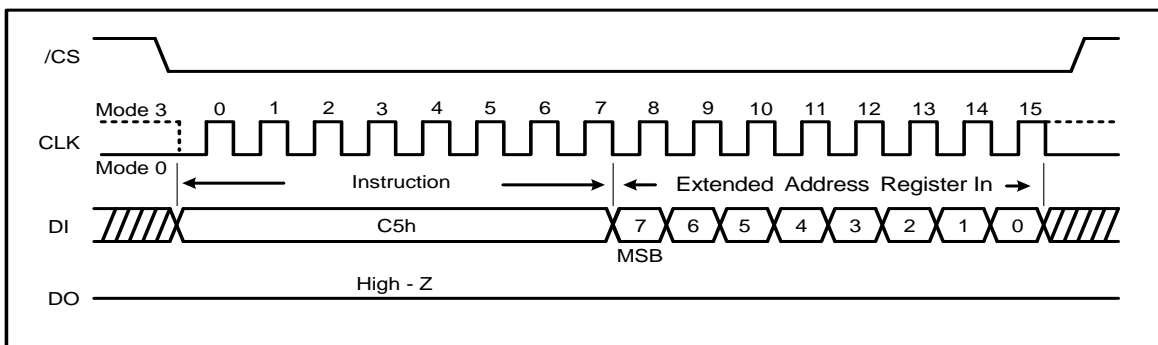 /CS
Mode 3 0 1 2 3 4 5 6 7 8 9 10 11 12 13 14 15
CLK
Mode 0
Instruction Extended Address Register In
DI C5h 7 6 5 4 3 2 1 0
MSB
High - Z
DO